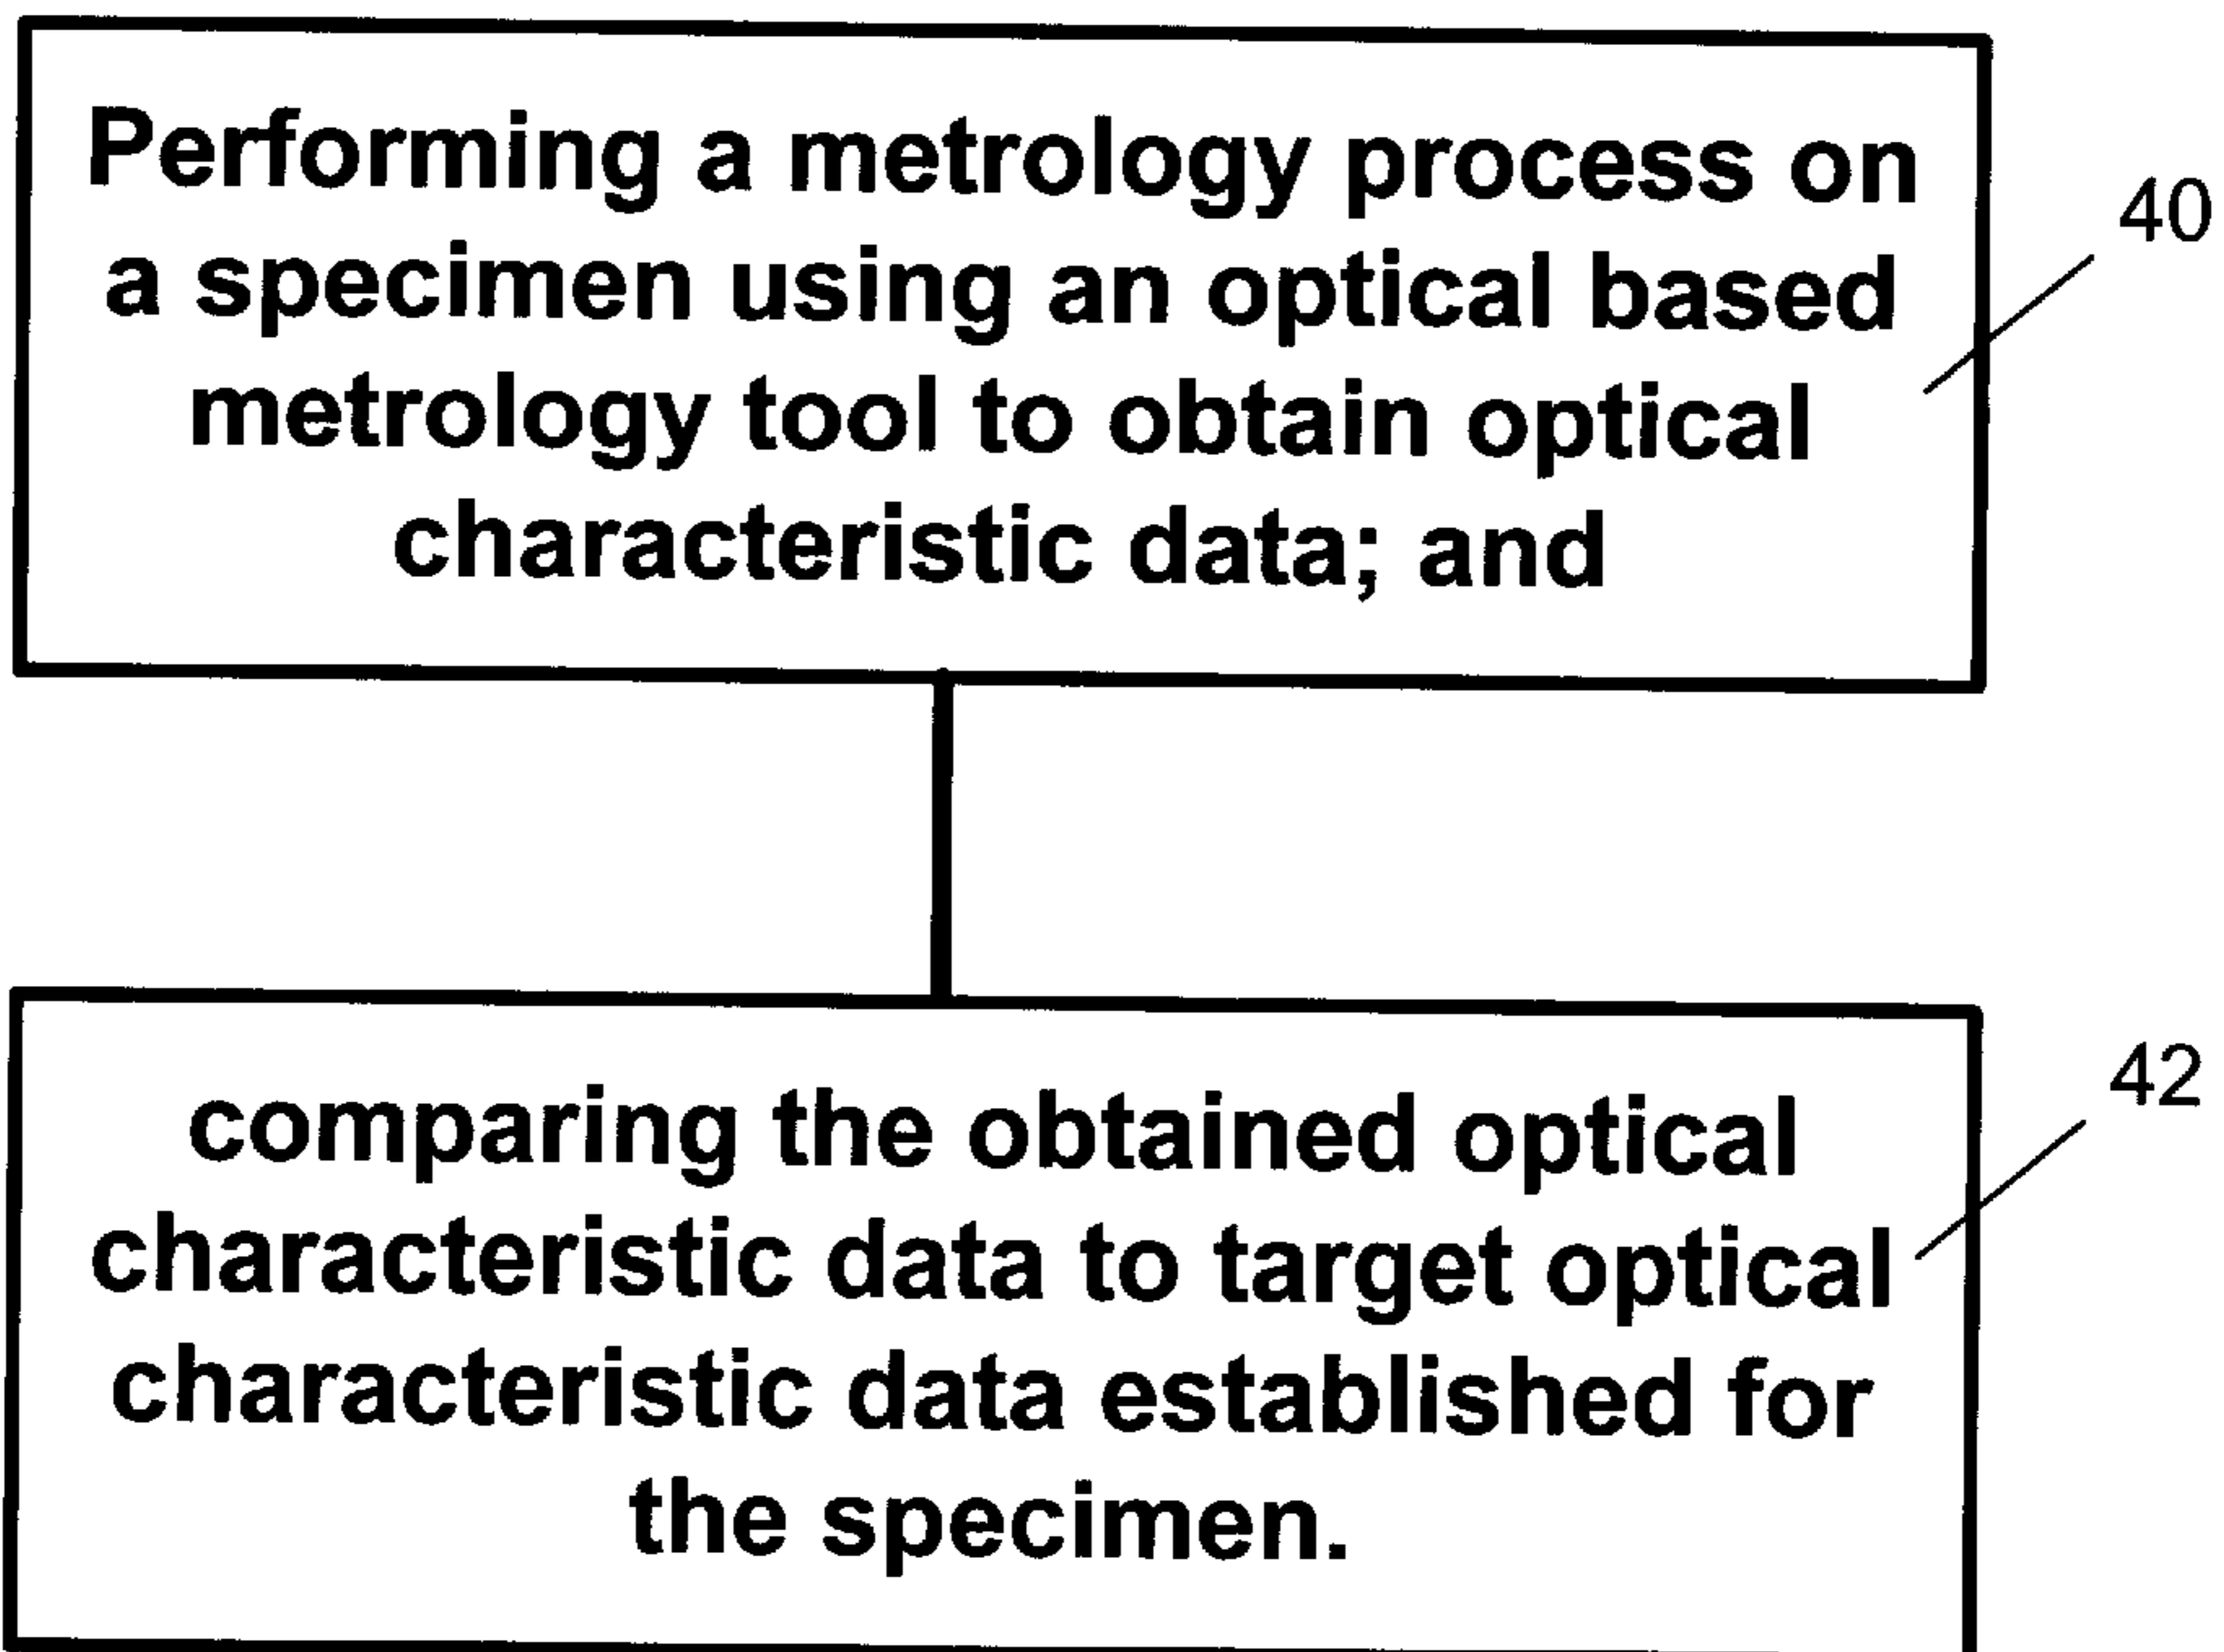 Performing a metrology process on
a specimen using an optical based
metrology tool to obtain optical
characteristic data; and
40
comparing the obtained optical
characteristic data to target optical
characteristic data established for
the specimen.
42